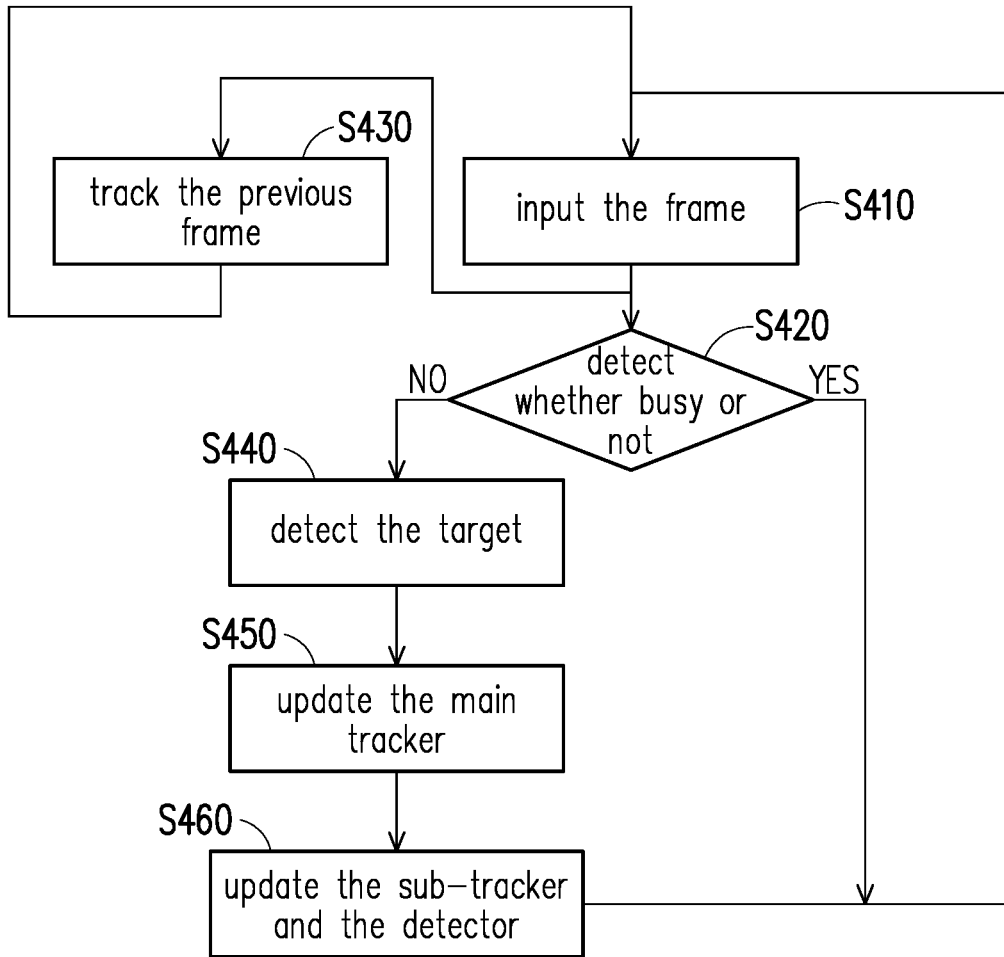 S430
track the previous
frame
input the frame
S410
S420
detect
whether busy or
not
NO
YES
S440
detect the target
S450
update the main
tracker
S460
update the sub-tracker
and the detector